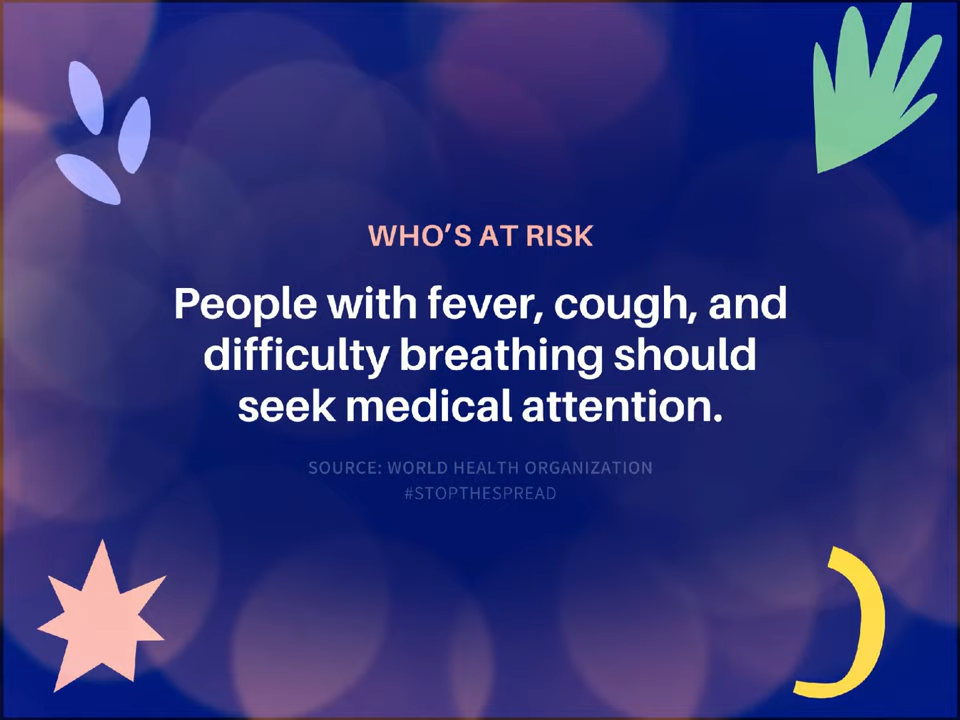 WHO'S AT RISK
People with fever, cough, and
difficulty breathing should
seek medical attention.
SOURCE: WORLD HEALTH ORGANIZATION
#STOPTHESPREAD